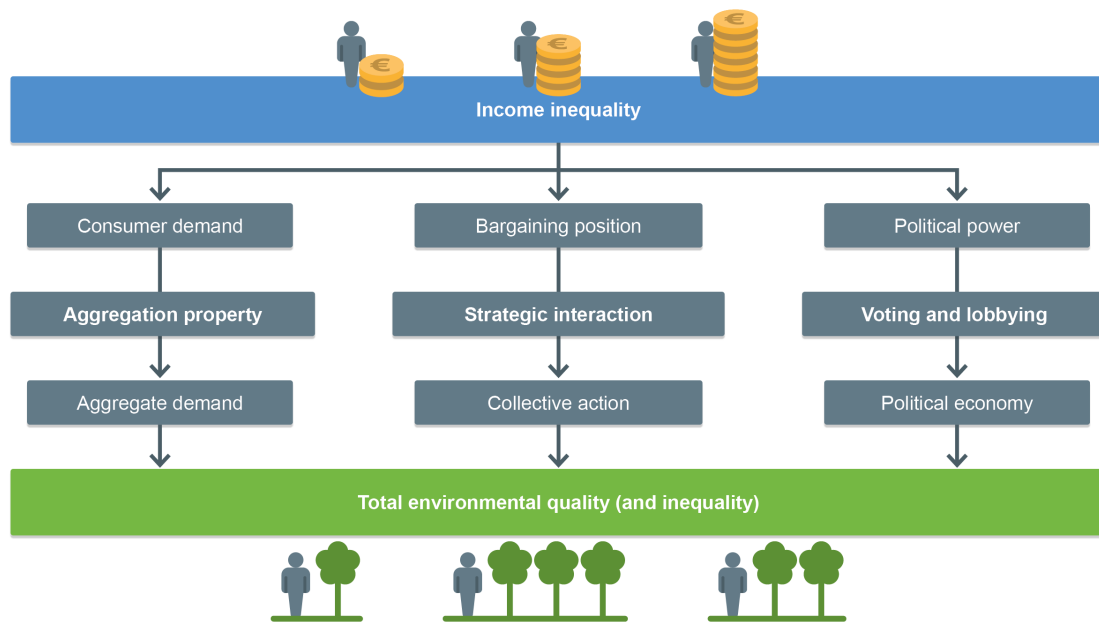 € € €
Income inequality
Consumer demand Bargaining position Political power
Aggregation property Strategic interaction Voting and lobbying
Aggregate demand Collective action Political economy
Total environmental quality (and inequality)